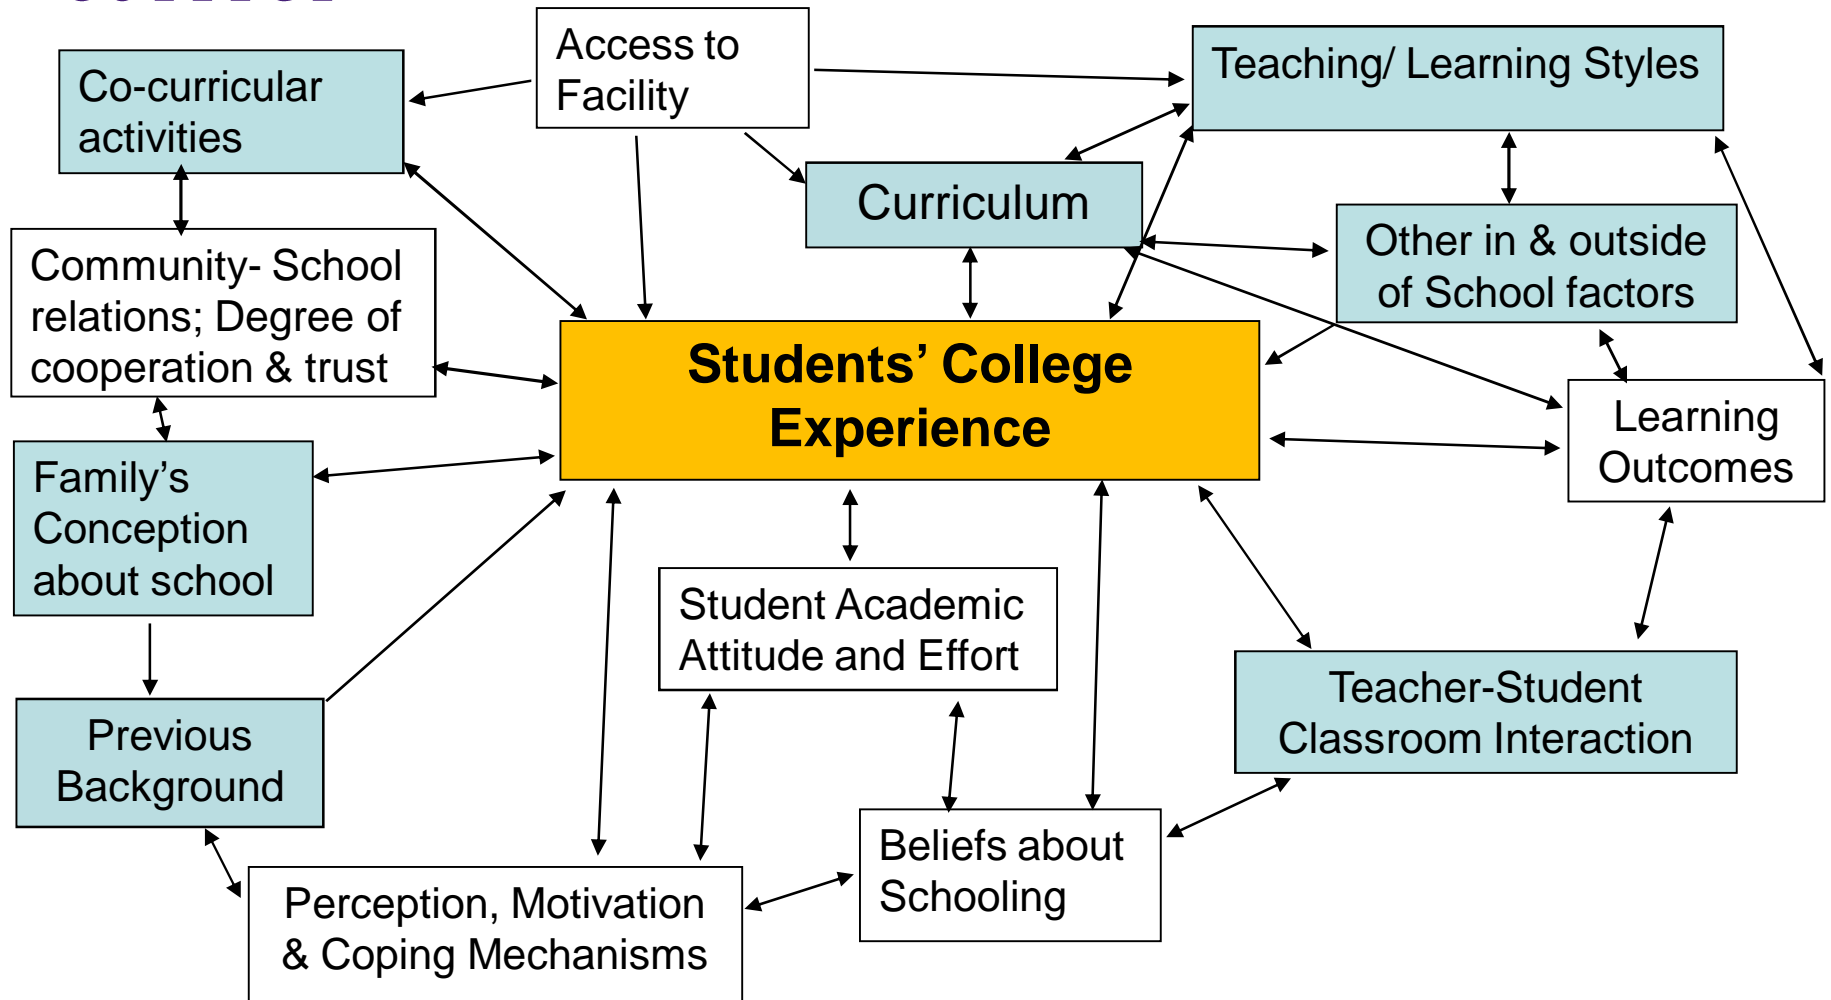 Access to
Facility
Teaching/ Learning Styles
Co-curricular
activities
Curriculum
Other in & outside
of School factors
Community- School
relations; Degree of
cooperation & trust
Students’ College
Experience
Learning
Outcomes
Family’s
Conception
about school
Student Academic
Attitude and Effort
Teacher-Student
Classroom Interaction
Previous
Background
Beliefs about
Schooling
Perception, Motivation
& Coping Mechanisms